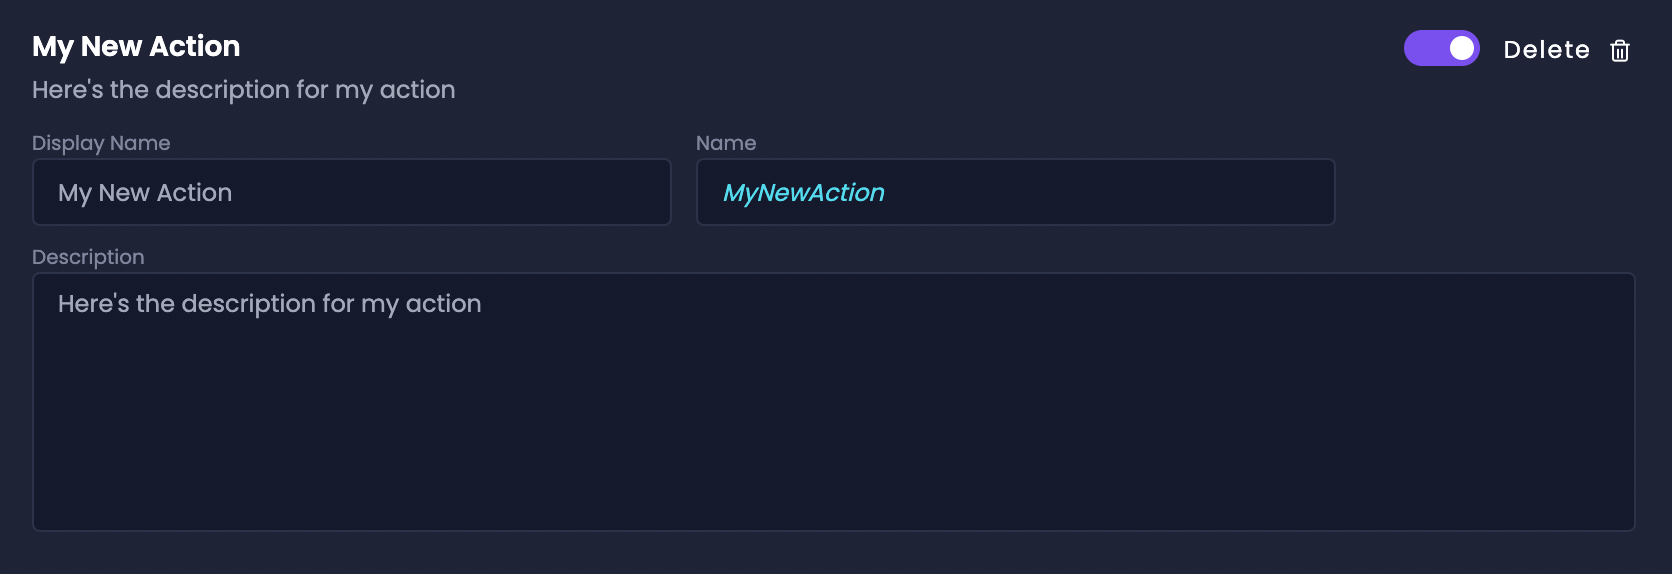 My New Action
Delete
Here's the description for my action
Display Name
Name
My New Action
MyNewAction
Description
Here's the description for my action